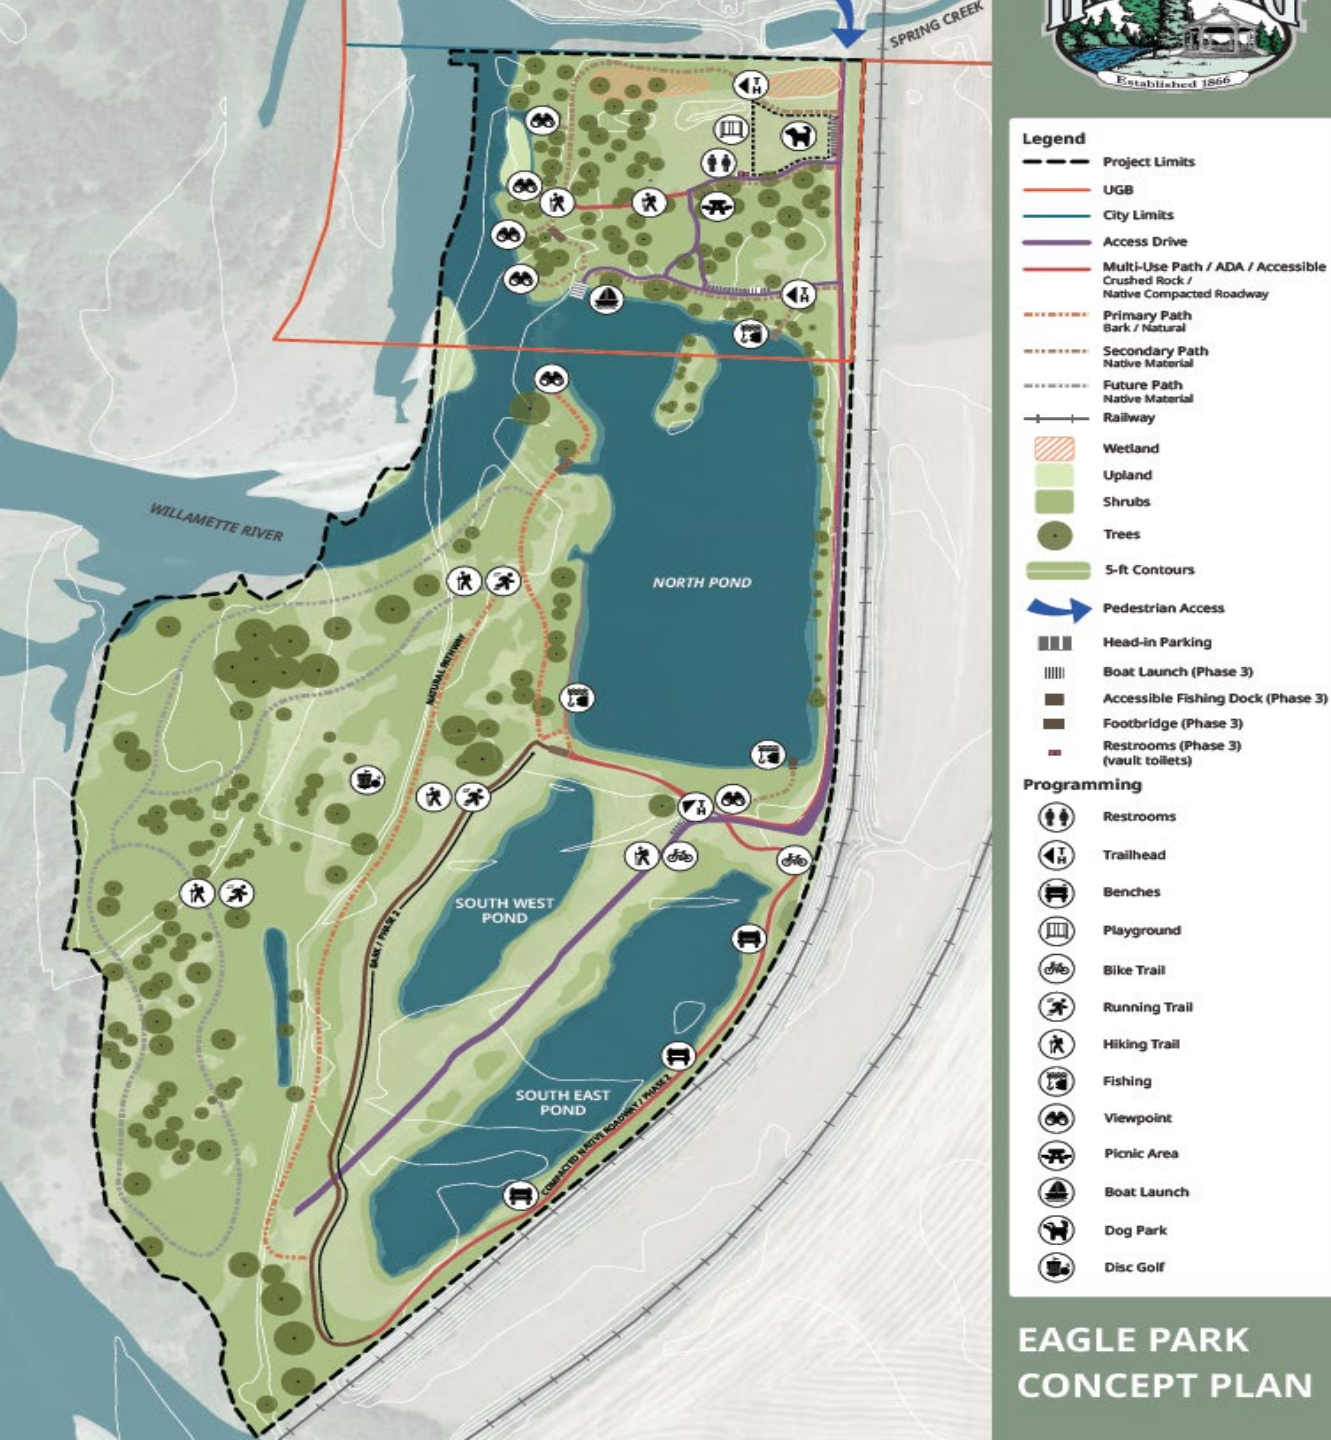 SPRING CREEK
Established 1866
T
H
WILLAMETTE RIVER
T
H
NORTH POND
NATURAL PATHWAY
T
H
SOUTH WEST
POND
BARK / PHASE 2
SOUTH EAST
POND
COMPACTED NATIVE ROADWAY / PHASE 2
Legend
Project Limits
UGB
City Limits
Access Drive
Multi-Use Path / ADA / Accessible
Crushed Rock /
Native Compacted Roadway
Primary Path
Bark / Natural
Secondary Path
Native Material
Future Path
Native Material
Railway
Wetland
Upland
Shrubs
Trees
5-ft Contours
Pedestrian Access
Head-in Parking
Boat Launch (Phase 3)
Accessible Fishing Dock (Phase 3)
Footbridge (Phase 3)
Restrooms (Phase 3)
(vault toilets)
Programming
Restrooms
T
H
Trailhead
Benches
Playground
Bike Trail
Running Trail
Hiking Trail
Fishing
Viewpoint
Picnic Area
Boat Launch
Dog Park
Disc Golf
EAGLE PARK
CONCEPT PLAN